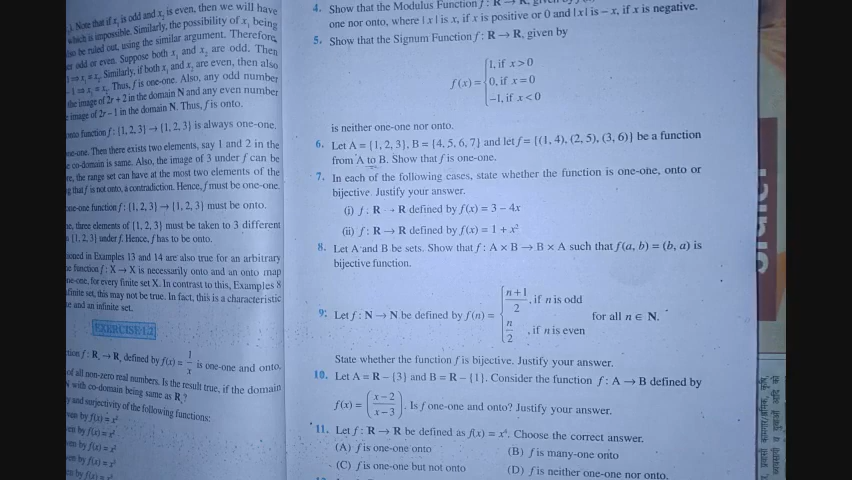 ). Note that if x₁ is odd and x₂ is even, then we will have
which is impossible. Similarly, the possibility of x₁ being
be ruled out, using the similar argument. Therefore,
odd or even. Suppose both x₁ and x₂ are odd. Then
⇒ x₁ = x₂. Similarly, if both x₁ and x₂ are even, then also
– 1 ⇒ x₁ = x₂. Thus, f is one-one. Also, any odd number
the image of 2r + 2 in the domain N and any even number
image of 2r – 1 in the domain N. Thus, f is onto.
onto function f : {1, 2, 3} → {1, 2, 3} is always one-one.
one-one. Then there exists two elements, say 1 and 2 in the
co-domain is same. Also, the image of 3 under f can be
the range set can have at the most two elements of the
that f is not onto, a contradiction. Hence, f must be one-one.
one-one function f : {1, 2, 3} → {1, 2, 3} must be onto.
three elements of {1, 2, 3} must be taken to 3 different
{1, 2, 3} under f. Hence, f has to be onto.
in Examples 13 and 14 are also true for an arbitrary
function f : X → X is necessarily onto and an onto map
one-one, for every finite set X. In contrast to this, Examples 8
set, this may not be true. In fact, this is a characteristic
and an infinite set.
EXERCISE 1.2
f : R* → R* defined by f(x) = 1/x is one-one and onto,
of all non-zero real numbers. Is the result true, if the domain
with co-domain being same as R*?
and surjectivity of the following functions:
by f(x) = x²
by f(x) = x²
by f(x) = x²
by f(x) = x³
by f(x) = x³
4. Show that the Modulus Function f : R → R, given by
one nor onto, where | x | is x, if x is positive or 0 and | x | is – x, if x is negative.
5. Show that the Signum Function f : R → R, given by
f (x) = { 1, if x > 0
0, if x = 0
–1, if x < 0
is neither one-one nor onto.
6. Let A = {1, 2, 3}, B = {4, 5, 6, 7} and let f = {(1, 4), (2, 5), (3, 6)} be a function
from A to B. Show that f is one-one.
7. In each of the following cases, state whether the function is one-one, onto or
bijective. Justify your answer.
(i) f : R → R defined by f(x) = 3 – 4x
(ii) f : R → R defined by f(x) = 1 + x²
8. Let A and B be sets. Show that f : A × B → B × A such that f(a, b) = (b, a) is
bijective function.
9. Let f : N → N be defined by f(n) = { (n+1)/2, if n is odd
n/2, if n is even
for all n ∈ N.
State whether the function f is bijective. Justify your answer.
10. Let A = R – {3} and B = R – {1}. Consider the function f : A → B defined by
f(x) = ((x – 2)/(x – 3)). Is f one-one and onto? Justify your answer.
11. Let f : R → R be defined as f(x) = x⁴. Choose the correct answer.
(A) f is one-one onto
(B) f is many-one onto
(C) f is one-one but not onto
(D) f is neither one-one nor onto.